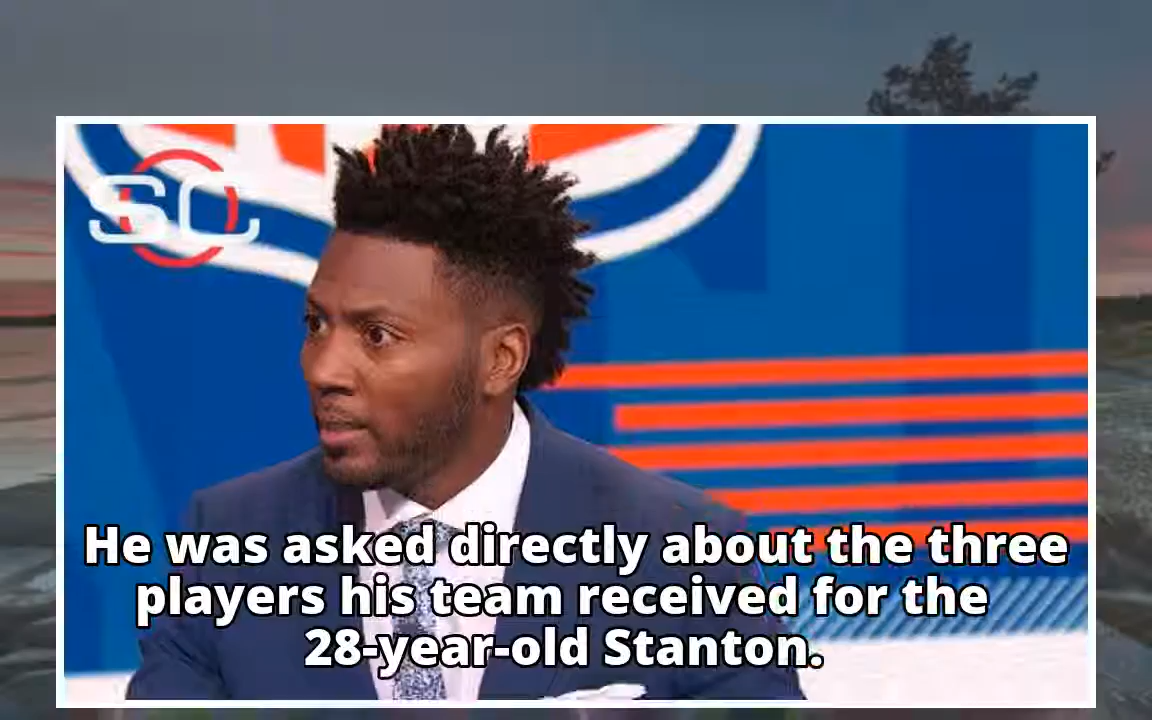 SC
He was asked directly about the three
players his team received for the
28-year-old Stanton.